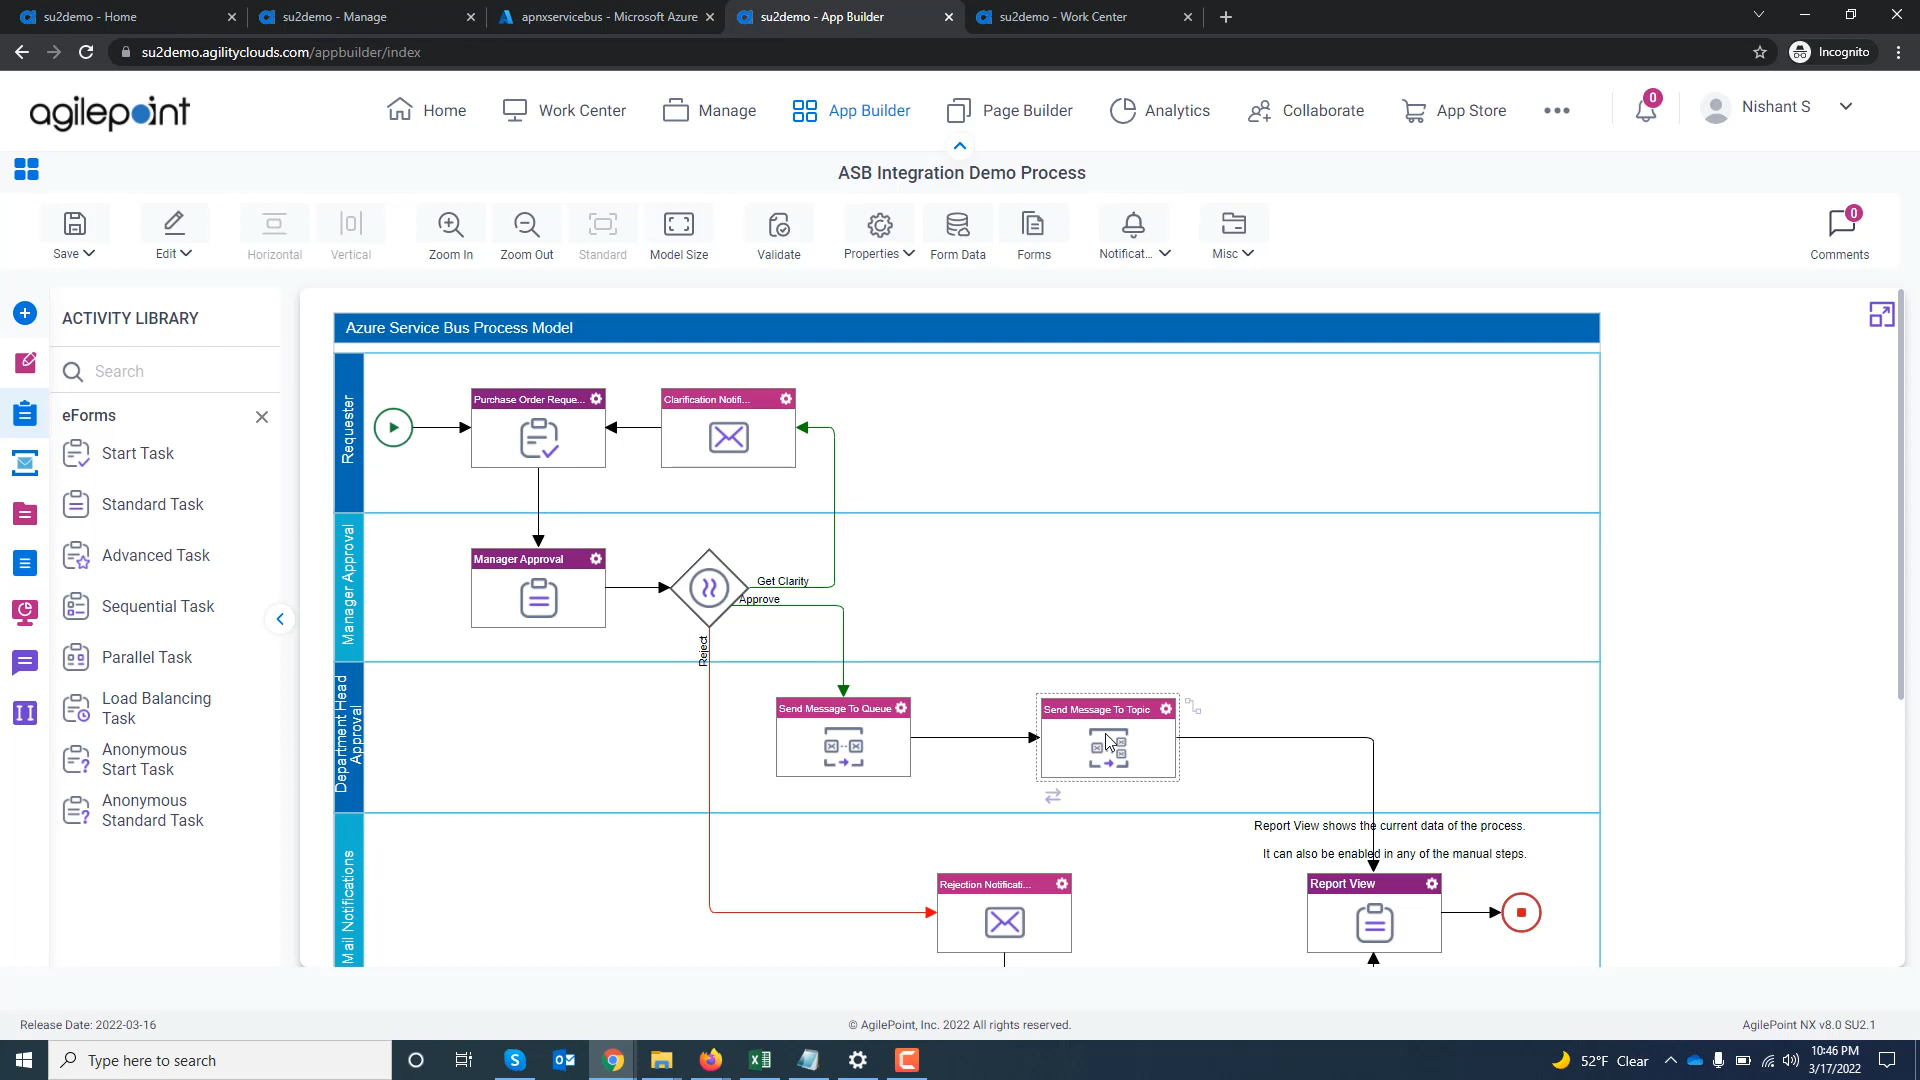 su2demo - Home
su2demo - Manage
apnxservicebus - Microsoft Azure
su2demo - App Builder
su2demo - Work Center
su2demo.agilityclouds.com/appbuilder/index
Incognito
agilepoint
Home
Work Center
Manage
App Builder
Page Builder
Analytics
Collaborate
App Store
0
Nishant S
ASB Integration Demo Process
Save
Edit
Horizontal
Vertical
Zoom In
Zoom Out
Standard
Model Size
Validate
Properties
Form Data
Forms
Notificat...
Misc
0
Comments
ACTIVITY LIBRARY
Search
eForms
Start Task
Standard Task
Advanced Task
Sequential Task
Parallel Task
Load Balancing
Task
Anonymous
Start Task
Anonymous
Standard Task
Azure Service Bus Process Model
Requester
Purchase Order Reque...
Clarification Notifi...
Manager Approval
Manager Approval
Get Clarity
Approve
Reject
Department Head
Approval
Send Message To Queue
Send Message To Topic
Mail Notifications
Report View shows the current data of the process.
It can also be enabled in any of the manual steps.
Rejection Notificati...
Report View
Release Date: 2022-03-16
© AgilePoint, Inc. 2022 All rights reserved.
AgilePoint NX v8.0 SU2.1
Type here to search
52°F Clear
10:46 PM
3/17/2022